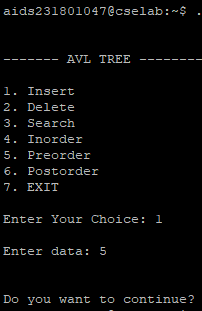 aids231801047@cselab:~$ .
------- AVL TREE --------
1. Insert
2. Delete
3. Search
4. Inorder
5. Preorder
6. Postorder
7. EXIT
Enter Your Choice: 1
Enter data: 5
Do you want to continue?